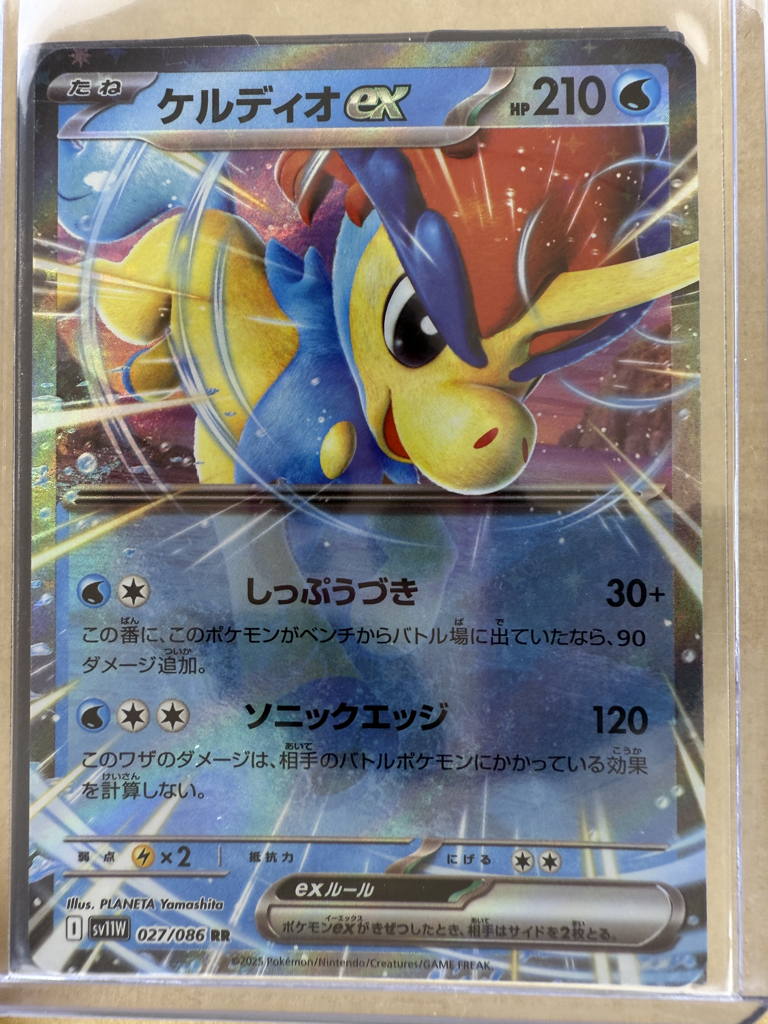 たね ケルディオex HP210
しっぷうづき 30+
この番に、このポケモンがベンチからバトル場に出ていたなら、90
ダメージ追加。
ソニックエッジ 120
このワザのダメージは、相手のバトルポケモンにかかっている効果
を計算しない。
弱点 ×2 抵抗力 にげる
exルール
ポケモンexがきぜつしたとき、相手はサイドを2枚とる。
Illus. PLANETA Yamashita
I sv11W 027/086 RR
©2025 Pokémon/Nintendo/Creatures/GAME FREAK.